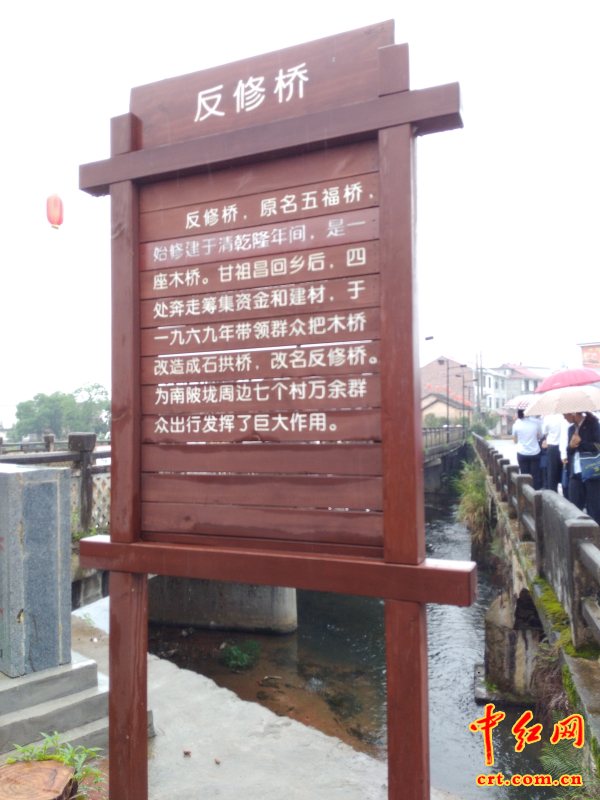 反修桥
反修桥，原名五福桥，
始修建于清乾隆年间，是一
座木桥。甘祖昌回乡后，四
处奔走筹集资金和建材，于
一九六九年带领群众把木桥
改造成石拱桥，改名反修桥。
为南陂垅周边七个村万余群
众出行发挥了巨大作用。
中红网
crt.com.cn